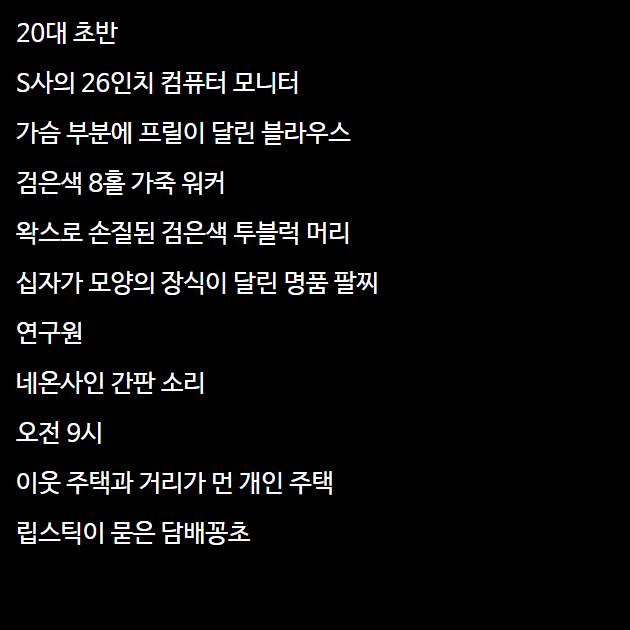 20대 초반
S사의 26인치 컴퓨터 모니터
가슴 부분에 프릴이 달린 블라우스
검은색 8홀 가죽 워커
왁스로 손질된 검은색 투블럭 머리
십자가 모양의 장식이 달린 명품 팔찌
연구원
네온사인 간판 소리
오전 9시
이웃 주택과 거리가 먼 개인 주택
립스틱이 묻은 담배꽁초